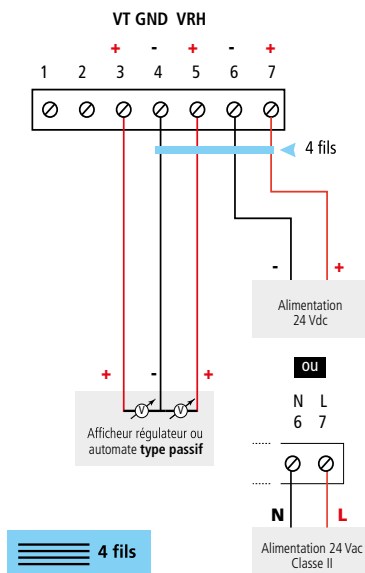 VT GND VRH
+ - + - +
1 2 3 4 5 6 7
4 fils
- +
Alimentation
24 Vdc
ou
+ - +
V V
Afficheur régulateur ou
automate type passif
N L
6 7
N L
Alimentation 24 Vac
Classe II
4 fils